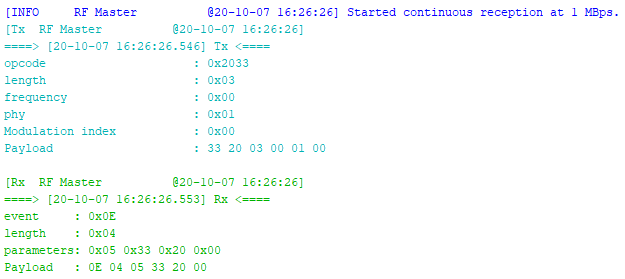 [INFO     RF Master          @20-10-07 16:26:26] Started continuous reception at 1 MBps.
[Tx  RF Master          @20-10-07 16:26:26]
====> [20-10-07 16:26:26.546] Tx <====
opcode                     : 0x2033
length                     : 0x03
frequency                  : 0x00
phy                        : 0x01
Modulation index           : 0x00
Payload                    : 33 20 03 00 01 00
[Rx  RF Master          @20-10-07 16:26:26]
====> [20-10-07 16:26:26.553] Rx <====
event     : 0x0E
length    : 0x04
parameters: 0x05 0x33 0x20 0x00
Payload   : 0E 04 05 33 20 00